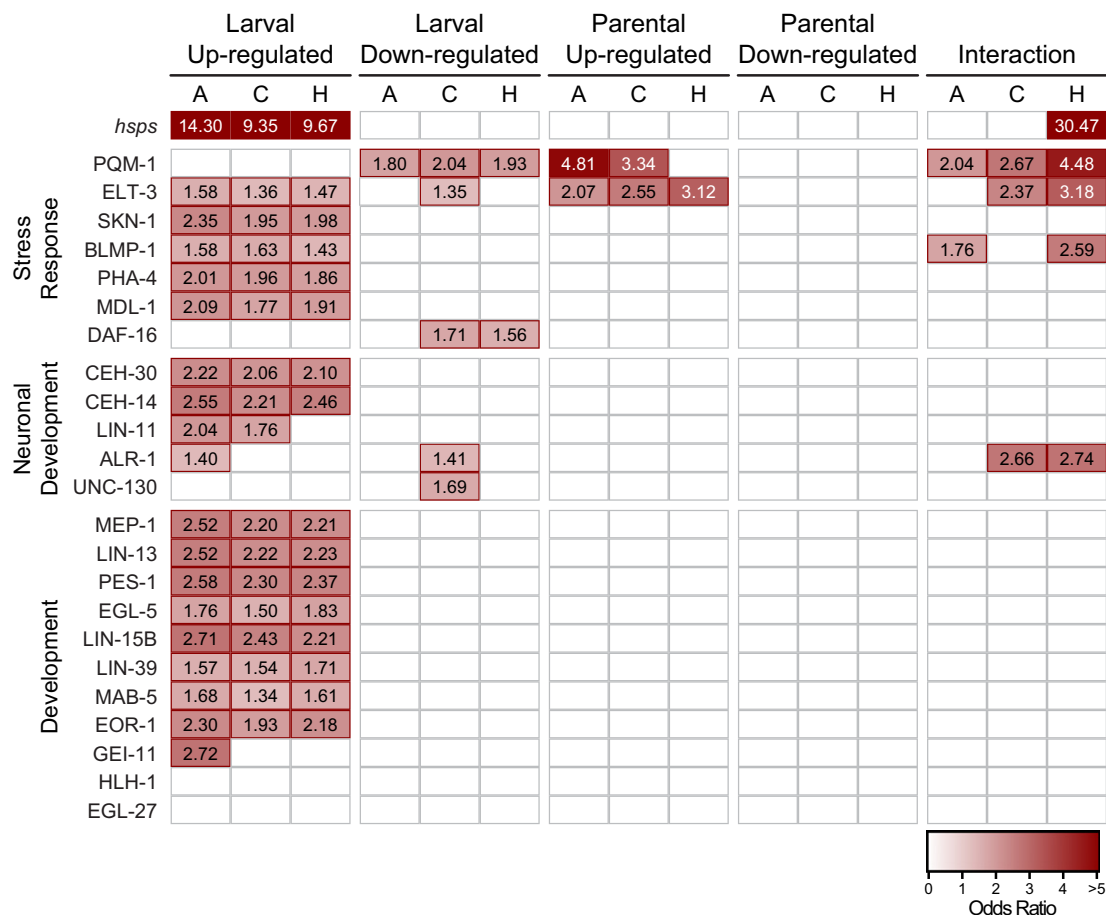 Larval Up-regulated Larval Down-regulated Parental Up-regulated Parental Down-regulated Interaction
A C H A C H A C H A C H A C H
hsps 14.30 9.35 9.67 30.47
Stress Response
PQM-1 1.80 2.04 1.93 4.81 3.34 2.04 2.67 4.48
ELT-3 1.58 1.36 1.47 1.35 2.07 2.55 3.12 2.37 3.18
SKN-1 2.35 1.95 1.98
BLMP-1 1.58 1.63 1.43 1.76 2.59
PHA-4 2.01 1.96 1.86
MDL-1 2.09 1.77 1.91
DAF-16 1.71 1.56
Neuronal Development
CEH-30 2.22 2.06 2.10
CEH-14 2.55 2.21 2.46
LIN-11 2.04 1.76
ALR-1 1.40 1.41 2.66 2.74
UNC-130 1.69
Development
MEP-1 2.52 2.20 2.21
LIN-13 2.52 2.22 2.23
PES-1 2.58 2.30 2.37
EGL-5 1.76 1.50 1.83
LIN-15B 2.71 2.43 2.21
LIN-39 1.57 1.54 1.71
MAB-5 1.68 1.34 1.61
EOR-1 2.30 1.93 2.18
GEI-11 2.72
HLH-1
EGL-27
0 1 2 3 4 >5
Odds Ratio